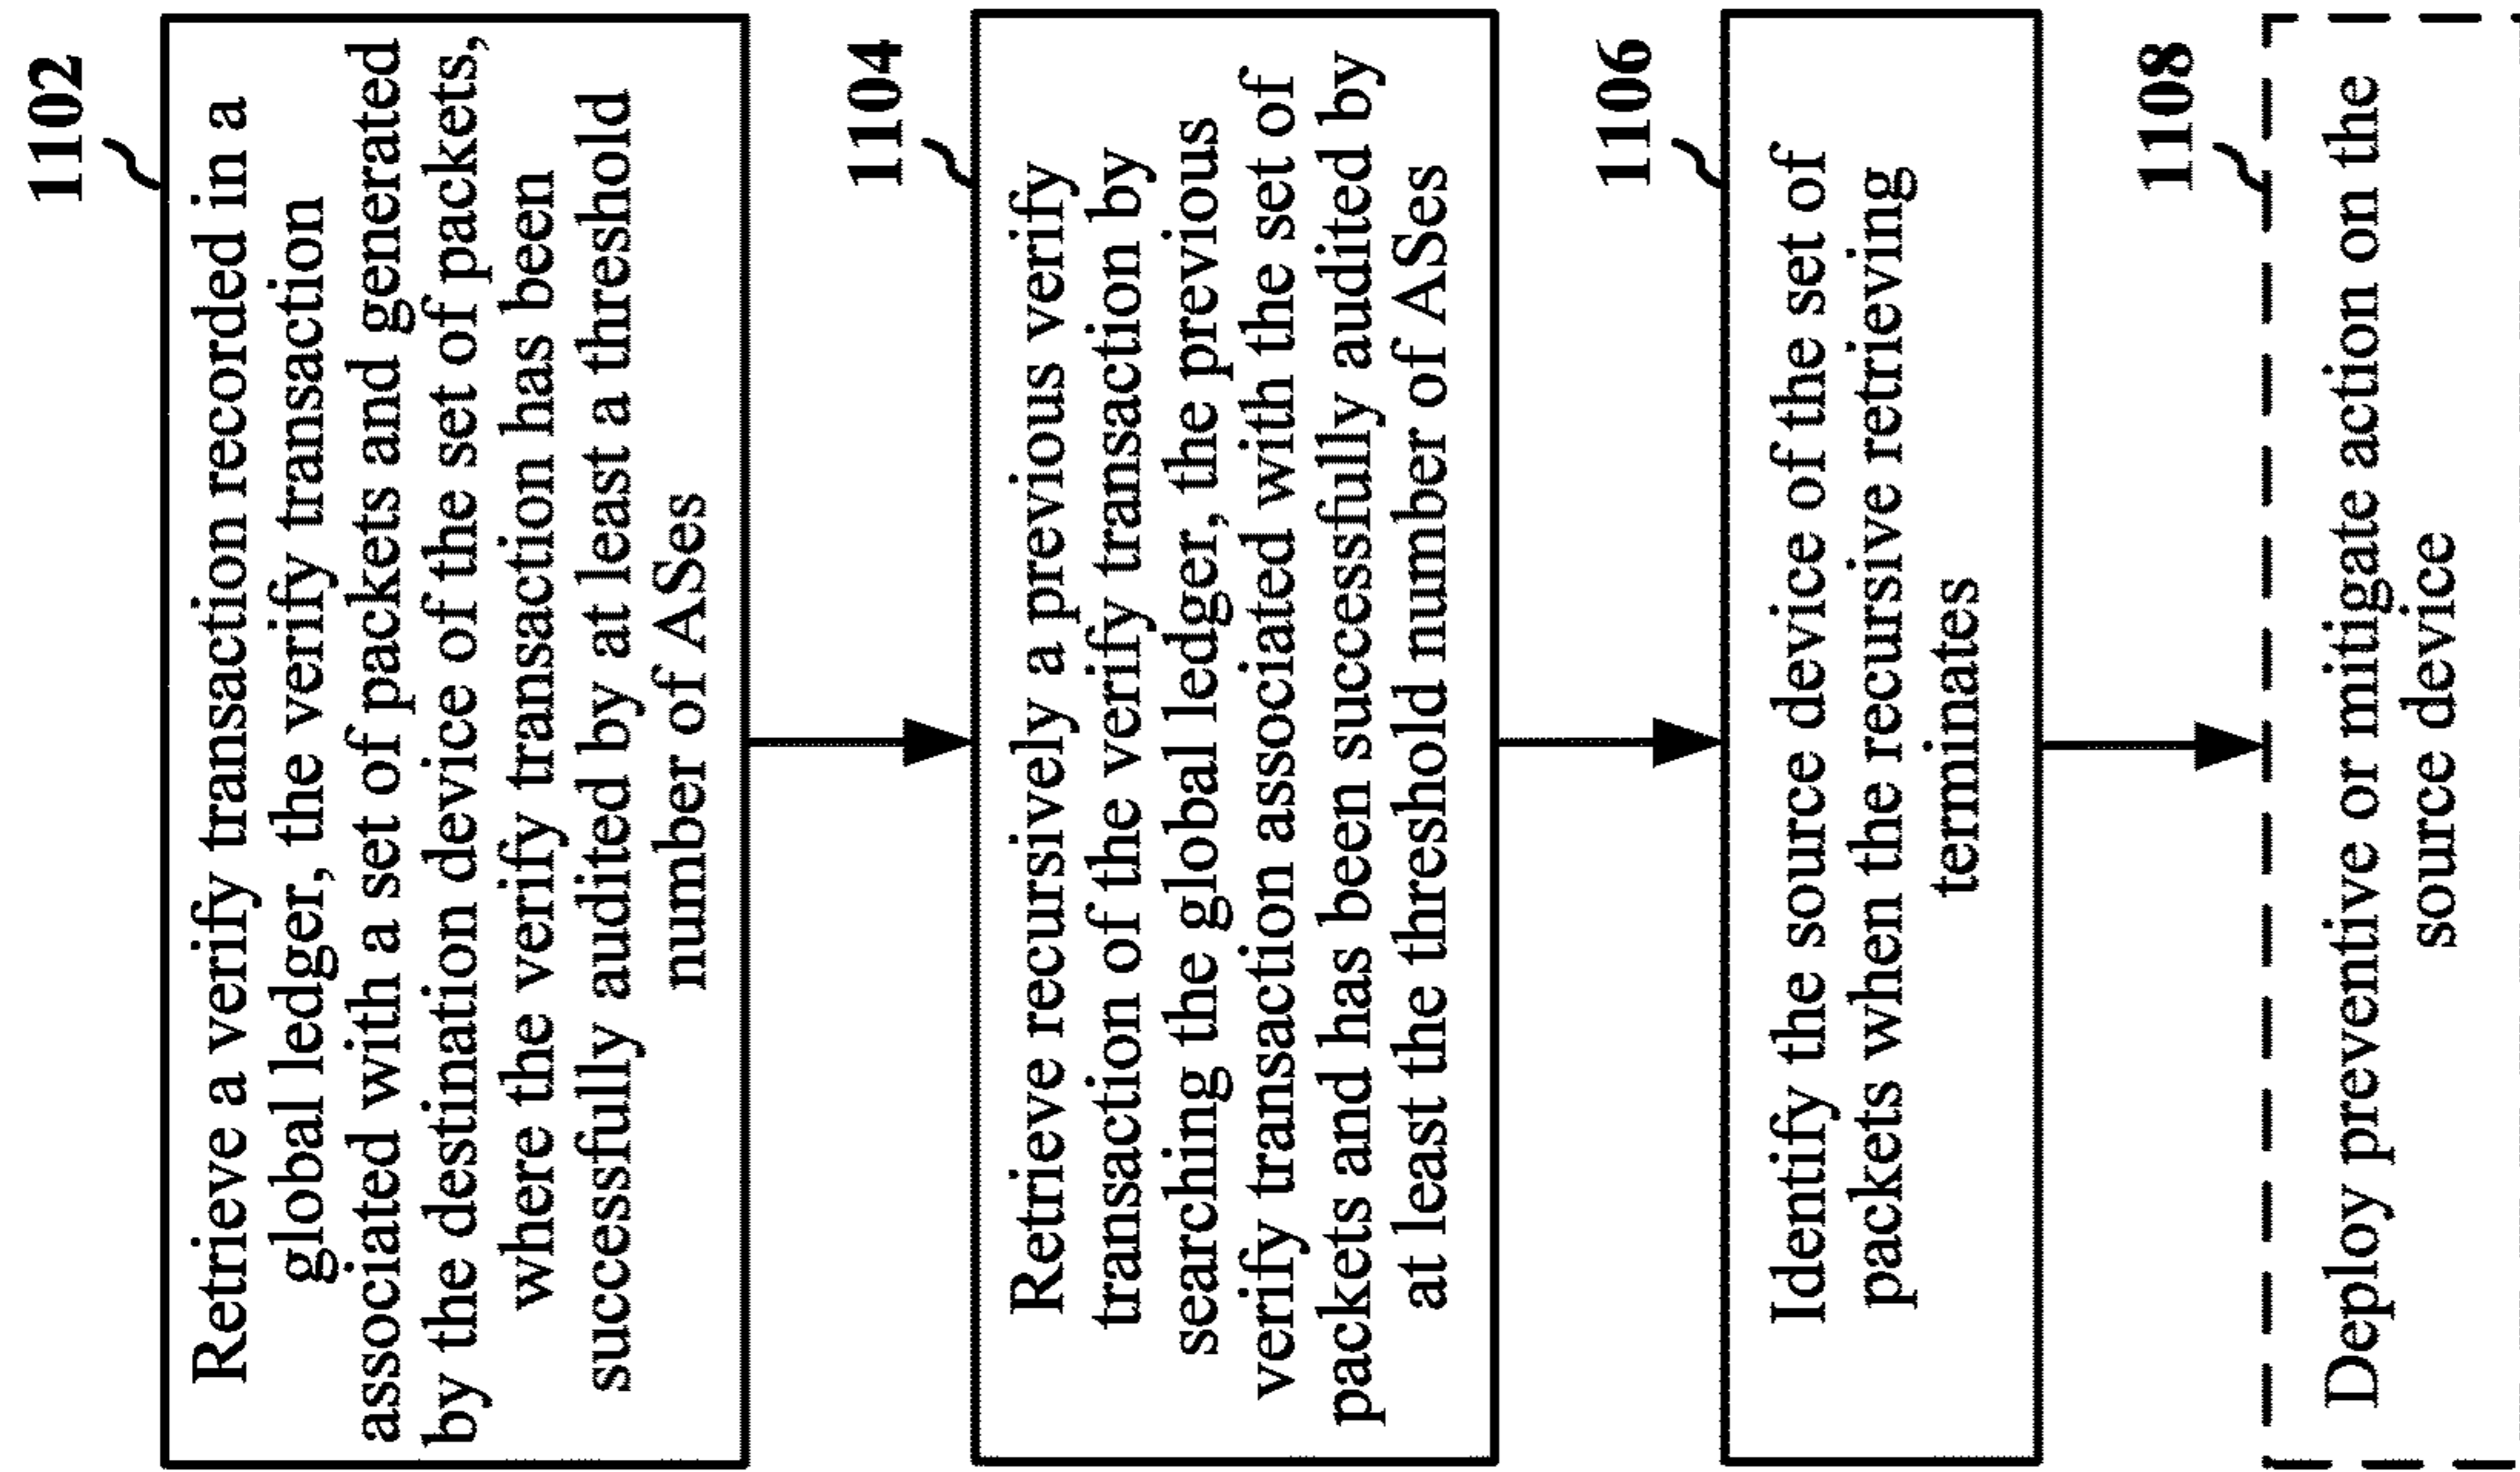 1102
Retrieve a verify transaction recorded in a
global ledger, the verify transaction
associated with a set of packets and generated
by the destination device of the set of packets,
where the verify transaction has been
successfully audited by at least a threshold
number of ASes
1104
Retrieve recursively a previous verify
transaction of the verify transaction by
searching the global ledger, the previous
verify transaction associated with the set of
packets and has been successfully audited by
at least the threshold number of ASes
1106
Identify the source device of the set of
packets when the recursive retrieving
terminates
1108
Deploy preventive or mitigate action on the
source device